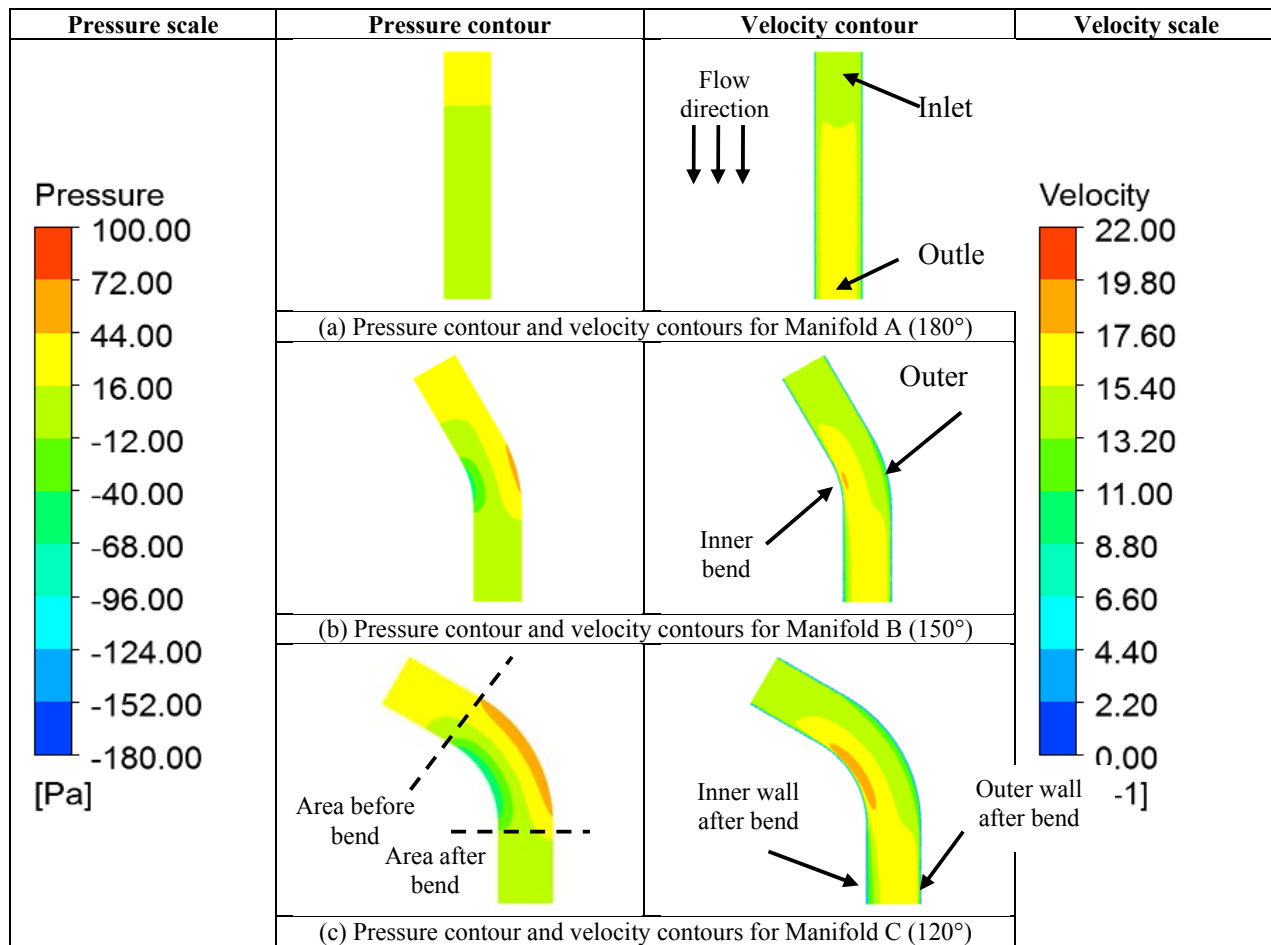 Pressure scale
Pressure contour
Velocity contour
Velocity scale
Pressure
100.00
72.00
44.00
16.00
-12.00
-40.00
-68.00
-96.00
-124.00
-152.00
-180.00
[Pa]
Flow
direction
Inlet
Outle
Velocity
22.00
19.80
17.60
15.40
13.20
11.00
8.80
6.60
4.40
2.20
0.00
-1]
(a) Pressure contour and velocity contours for Manifold A (180°)
Outer
Inner
bend
(b) Pressure contour and velocity contours for Manifold B (150°)
Area before
bend
Area after
bend
Inner wall
after bend
Outer wall
after bend
(c) Pressure contour and velocity contours for Manifold C (120°)